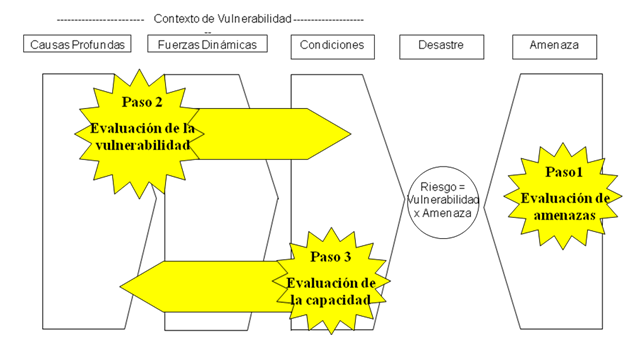 ------------------------ Contexto de Vulnerabilidad-------------------
--
Causas Profundas
Fuerzas Dinámicas
Condiciones
Desastre
Amenaza
Paso 2
Evaluación de la
vulnerabilidad
Riesgo =
Vulnerabilidad
x Amenaza
Paso1
Evaluación de
amenazas
Paso 3
Evaluación de
la capacidad